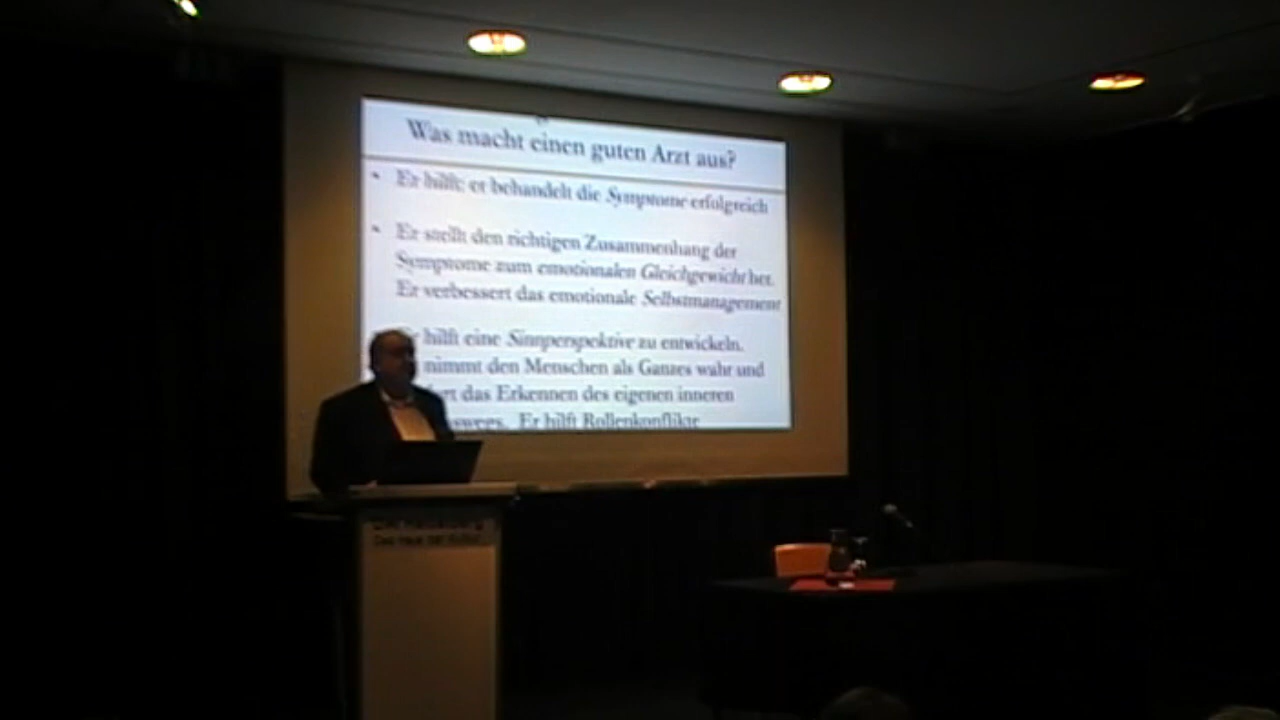 Was macht einen guten Arzt aus?
• Er hilft: er behandelt die Symptome erfolgreich
• Er stellt den richtigen Zusammenhang der
Symptome zum emotionalen Gleichgewicht her.
Er verbessert das emotionale Selbstmanagement
hilft eine Sinnperspektive zu entwickeln.
nimmt den Menschen als Ganzes wahr und
das Erkennen des eigenen inneren
Er hilft Rollenkonflikte